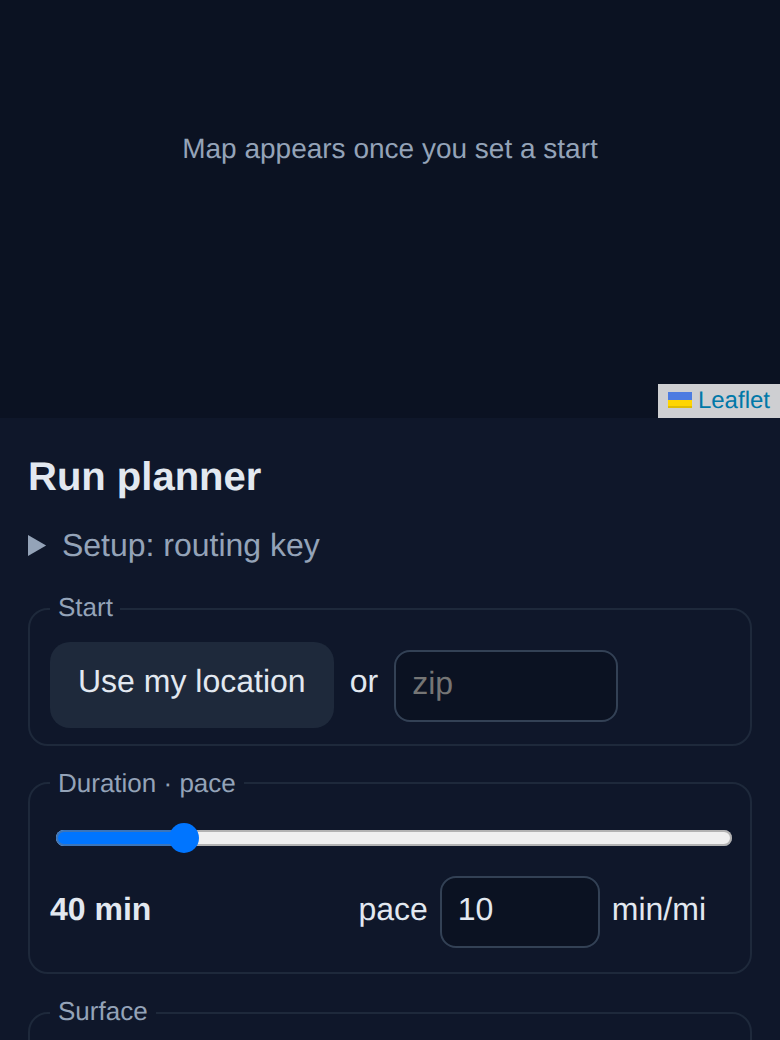 Map appears once you set a start
Leaflet
Run planner
Setup: routing key
Start
Use my location or zip
Duration · pace
40 min pace 10 min/mi
Surface